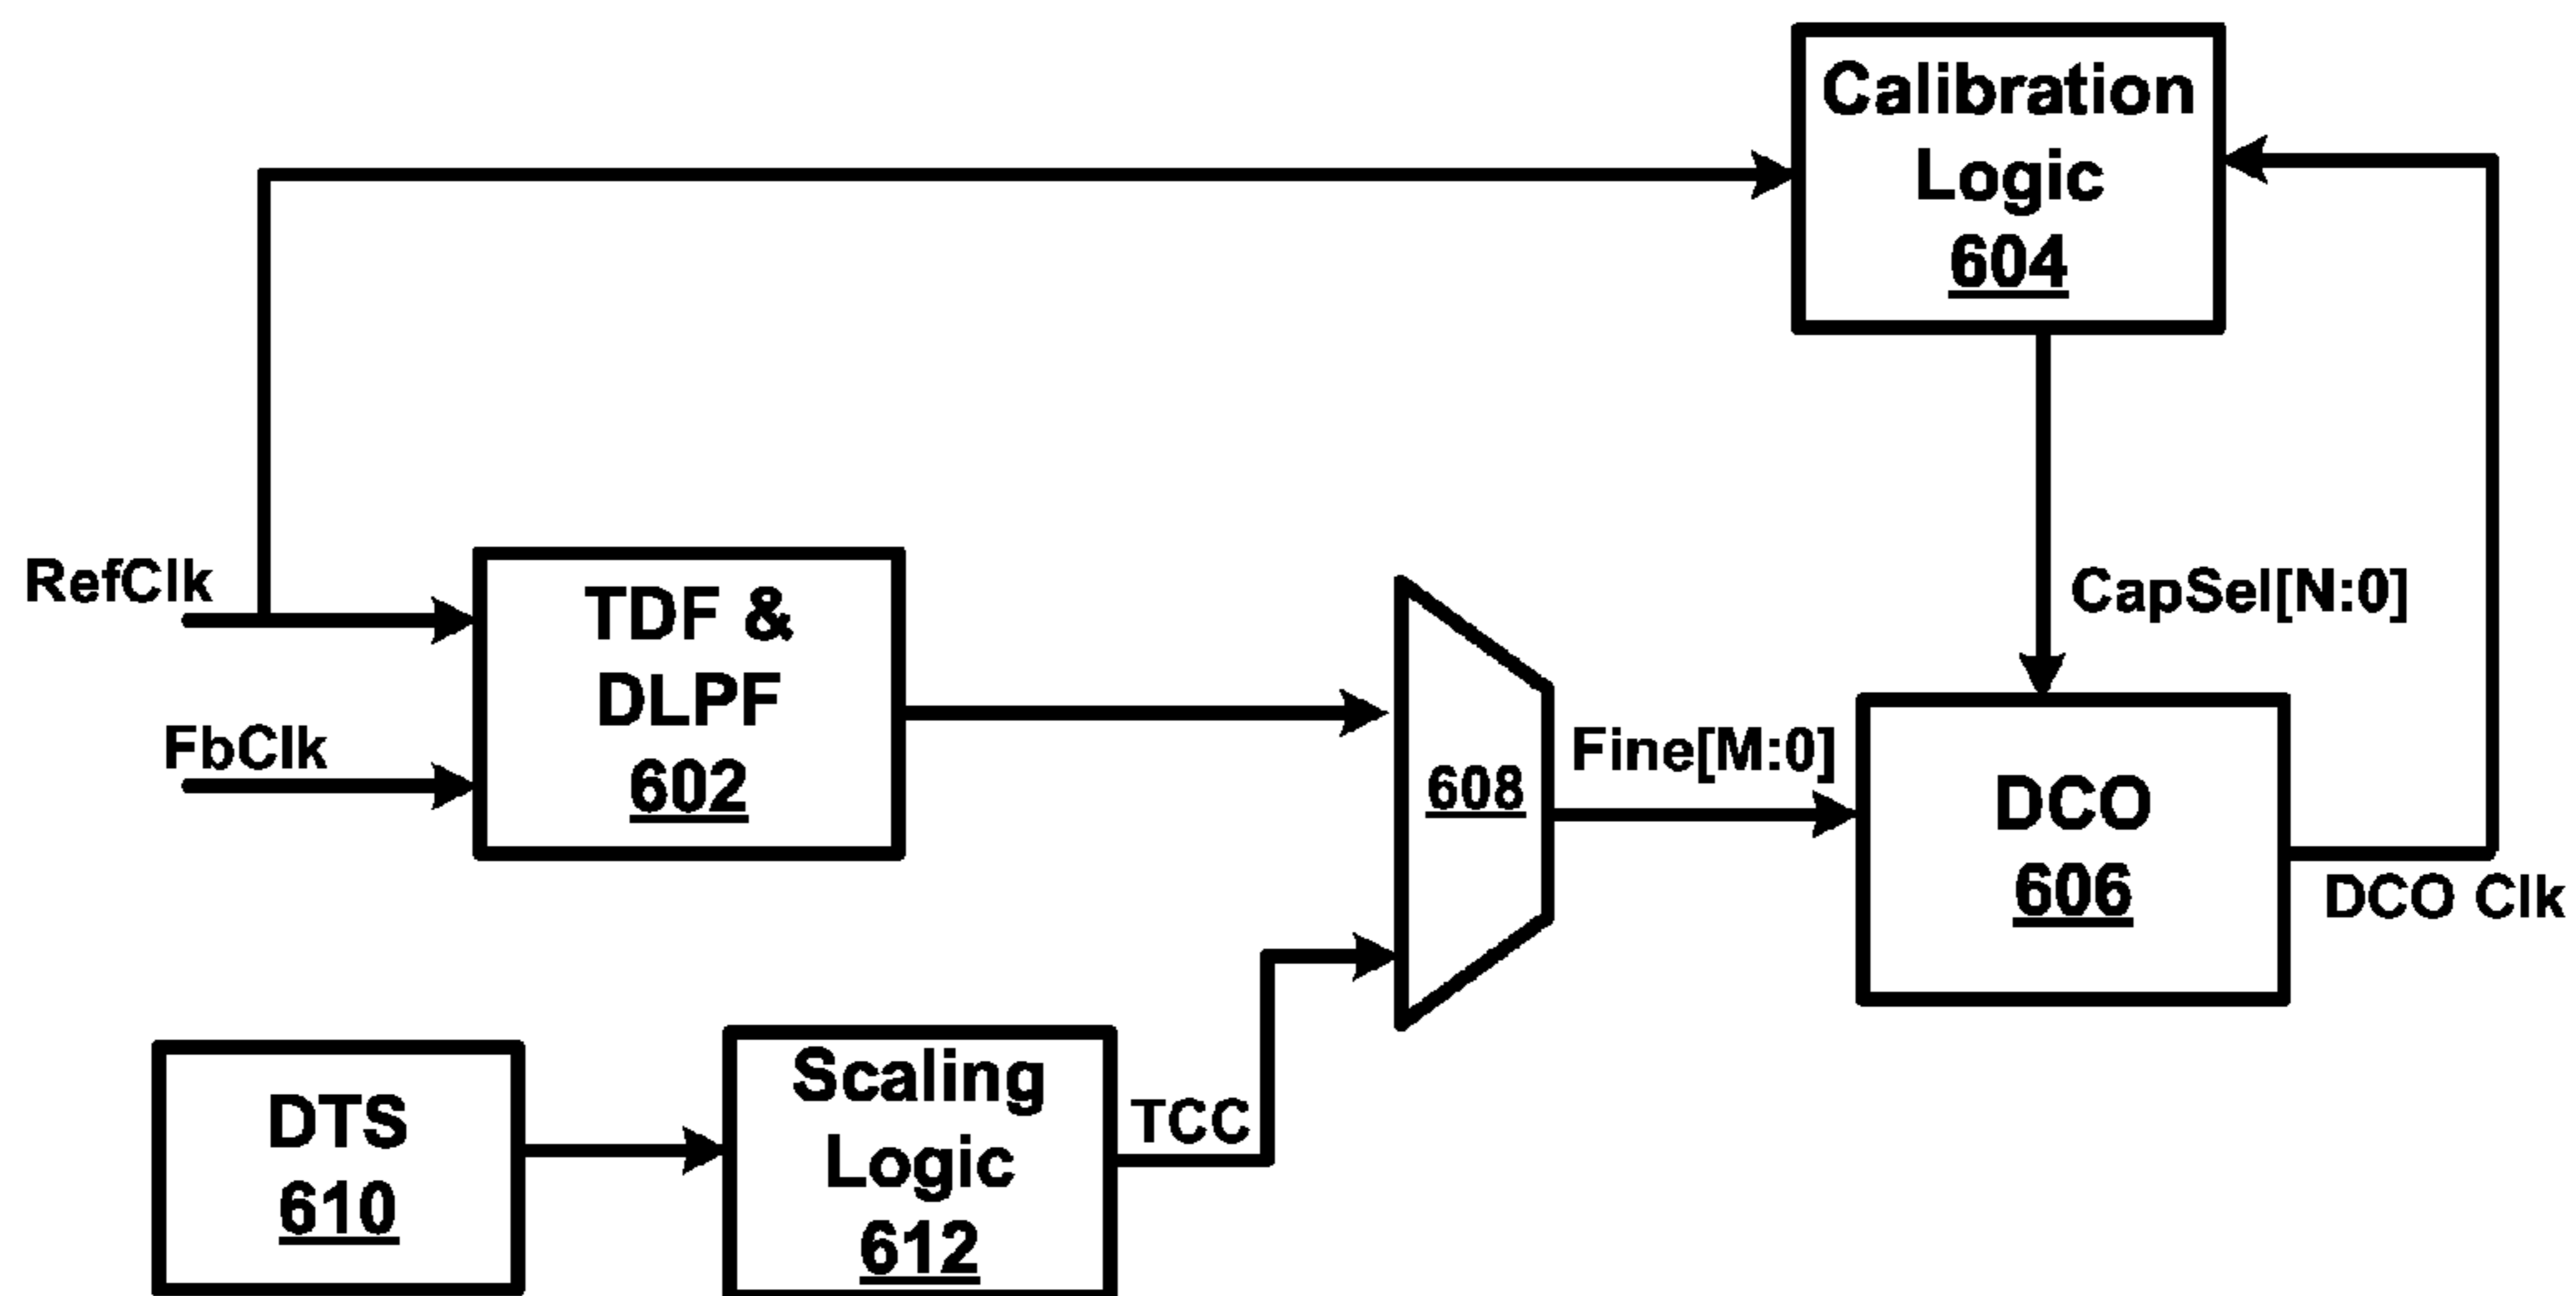 Calibration
Logic
604
RefClk
TDF &
DLPF
602
FbClk
CapSel[N:0]
608
Fine[M:0]
DCO
606
DCO Clk
DTS
610
Scaling
Logic
612
TCC